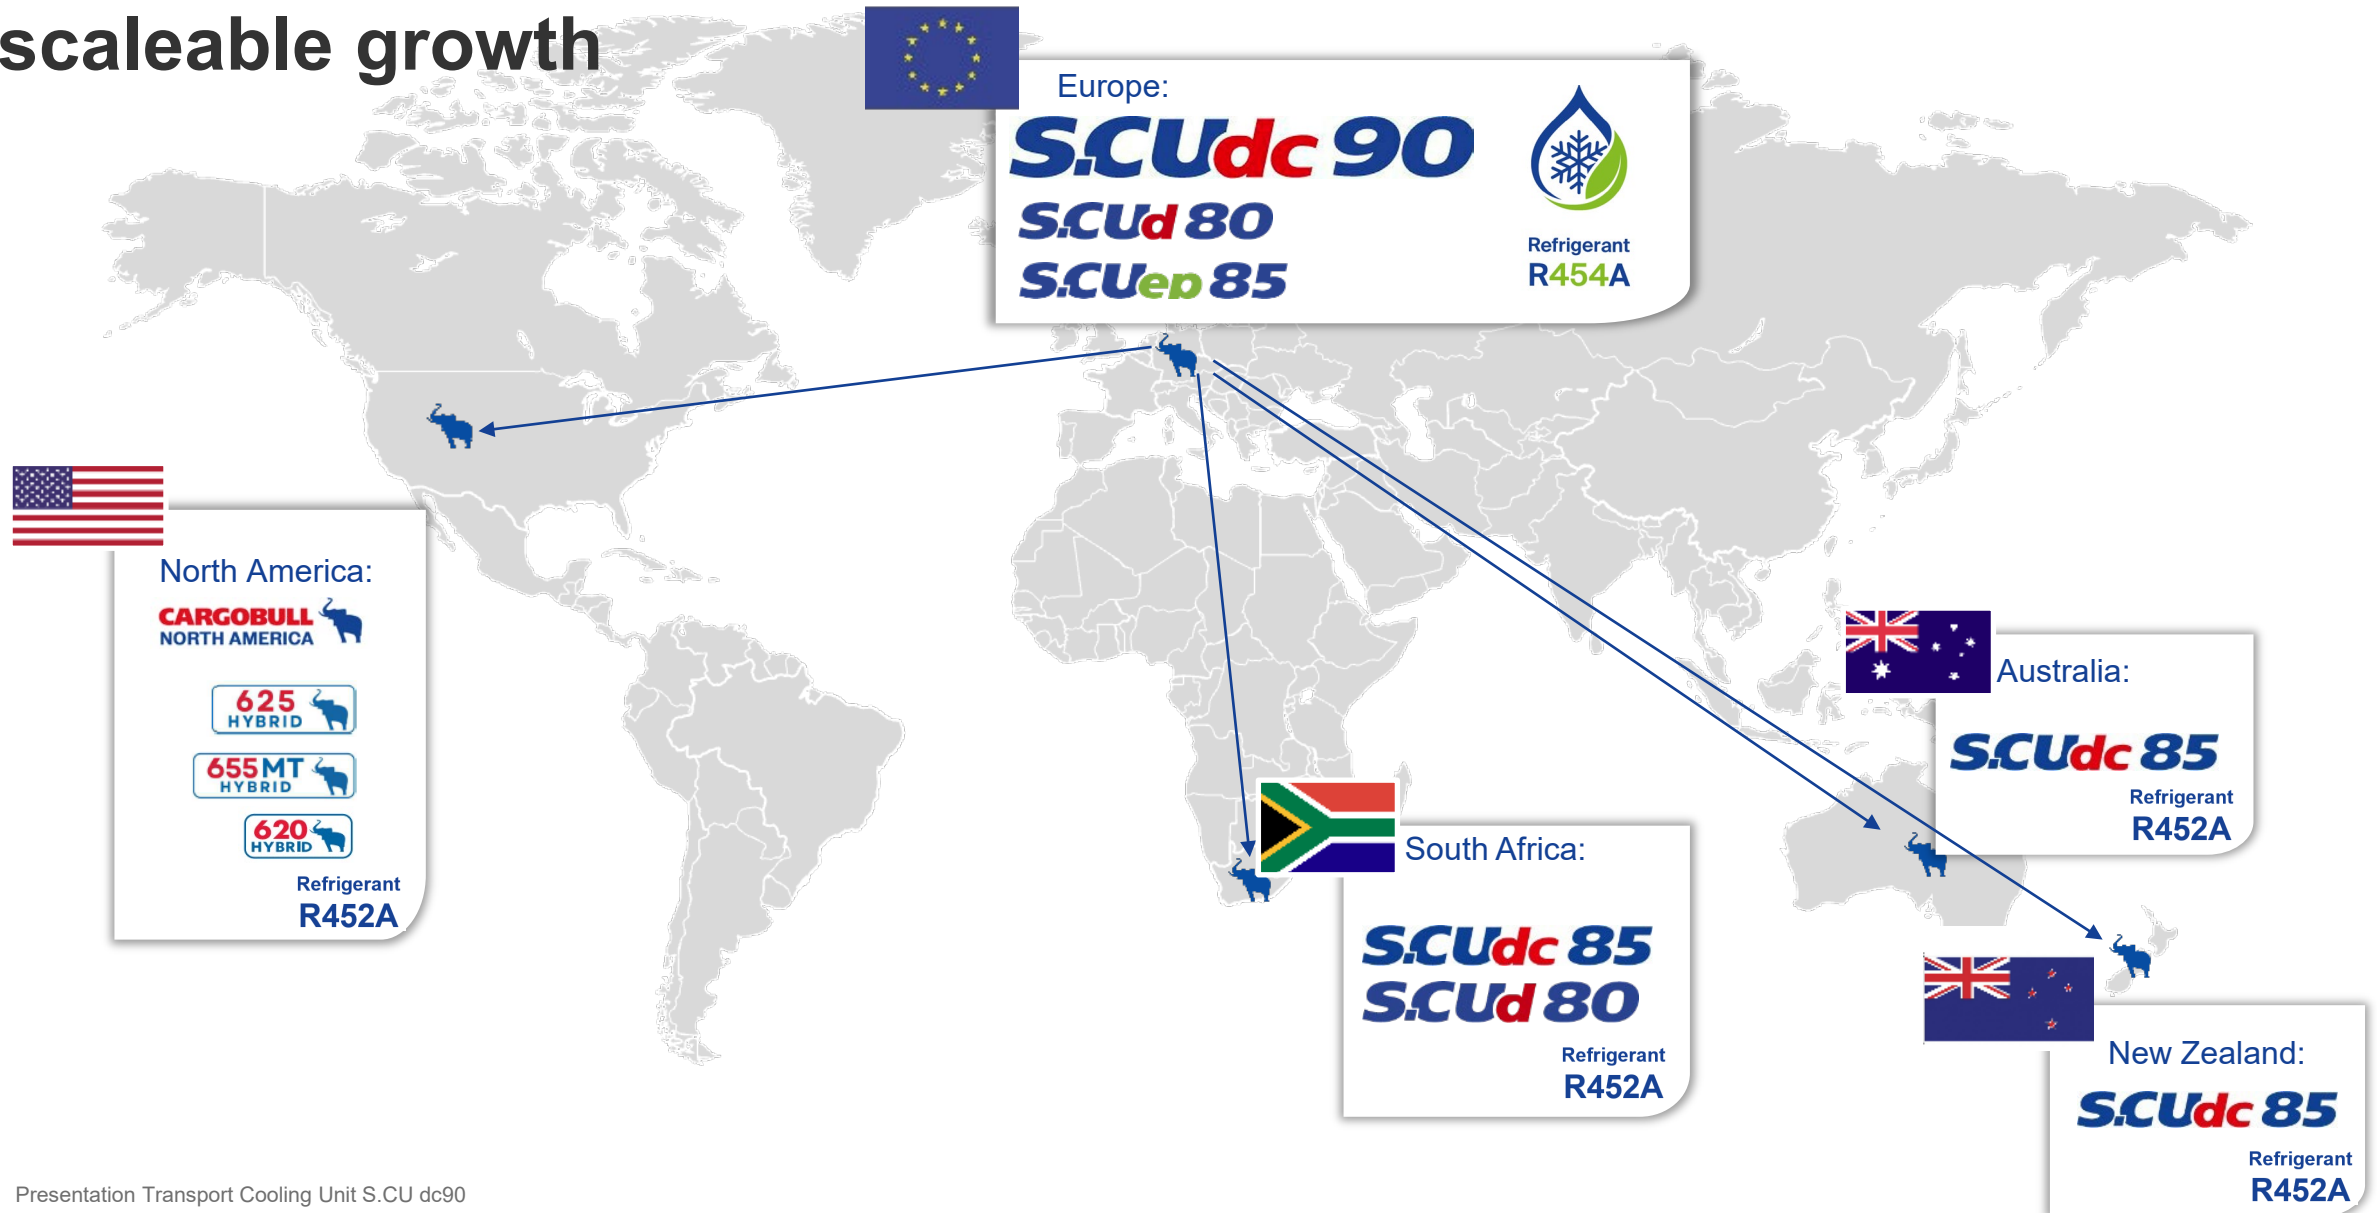 scaleable growth
Europe:
S.CUdc 90
S.CUd 80
S.CUep 85
Refrigerant
R454A
North America:
CARGOBULL
NORTH AMERICA
625
HYBRID
655MT
HYBRID
620
HYBRID
Refrigerant
R452A
Australia:
S.CUdc 85
Refrigerant
R452A
South Africa:
S.CUdc 85
S.CUd 80
Refrigerant
R452A
New Zealand:
S.CUdc 85
Refrigerant
R452A
Presentation Transport Cooling Unit S.CU dc90